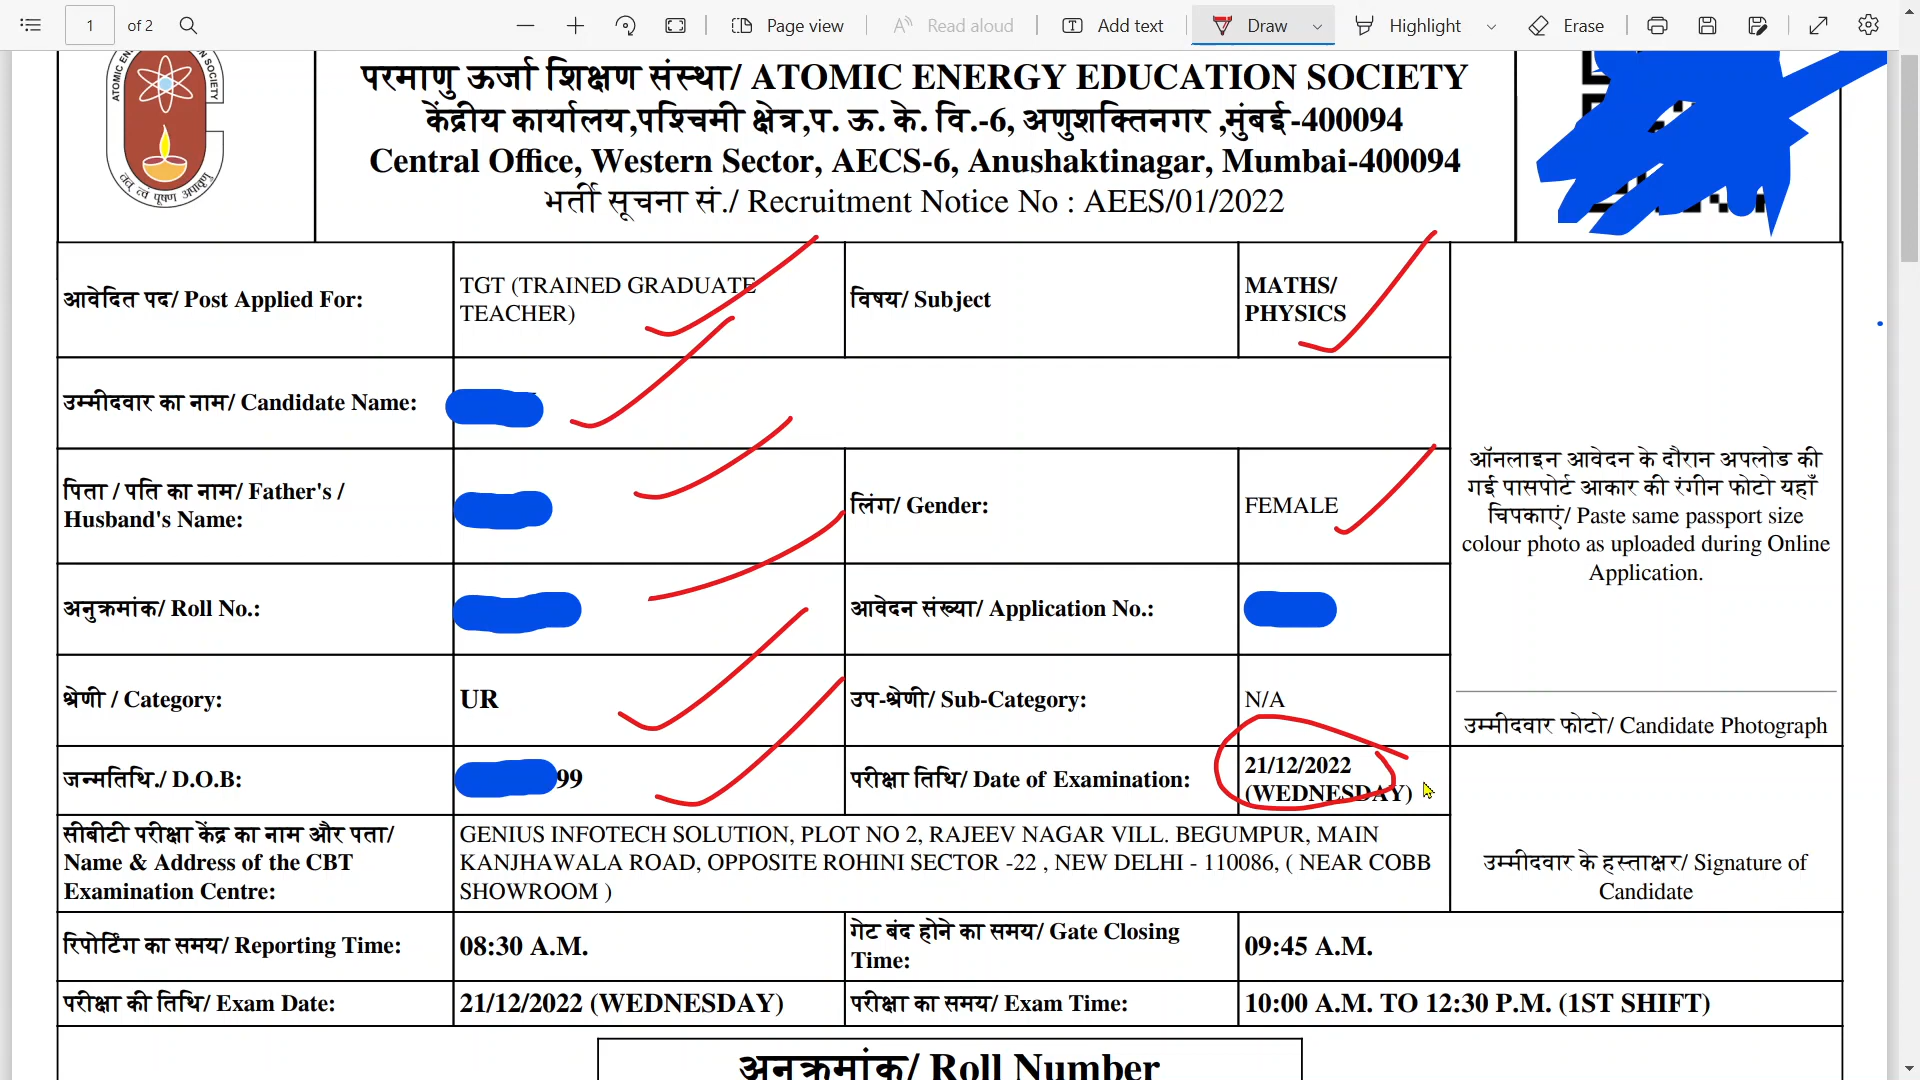 1
of 2
Page view
Read aloud
Add text
Draw
Highlight
Erase
ATOMIC ENERGY EDUCATION SOCIETY
तत् त्वं पूषण अपावृणु
परमाणु ऊर्जा शिक्षण संस्था/ ATOMIC ENERGY EDUCATION SOCIETY
केंद्रीय कार्यालय,पश्चिमी क्षेत्र,प. ऊ. के. वि.-6, अणुशक्तिनगर ,मुंबई-400094
Central Office, Western Sector, AECS-6, Anushaktinagar, Mumbai-400094
भर्ती सूचना सं./ Recruitment Notice No : AEES/01/2022
आवेदित पद/ Post Applied For:
TGT (TRAINED GRADUATE
TEACHER)
विषय/ Subject
MATHS/
PHYSICS
उम्मीदवार का नाम/ Candidate Name:
पिता / पति का नाम/ Father's /
Husband's Name:
लिंग/ Gender:
FEMALE
ऑनलाइन आवेदन के दौरान अपलोड की
गई पासपोर्ट आकार की रंगीन फोटो यहाँ
चिपकाएं/ Paste same passport size
colour photo as uploaded during Online
Application.
अनुक्रमांक/ Roll No.:
आवेदन संख्या/ Application No.:
श्रेणी / Category:
UR
उप-श्रेणी/ Sub-Category:
N/A
उम्मीदवार फोटो/ Candidate Photograph
जन्मतिथि./ D.O.B:
99
परीक्षा तिथि/ Date of Examination:
21/12/2022
(WEDNESDAY)
सीबीटी परीक्षा केंद्र का नाम और पता/
Name & Address of the CBT
Examination Centre:
GENIUS INFOTECH SOLUTION, PLOT NO 2, RAJEEV NAGAR VILL. BEGUMPUR, MAIN
KANJHAWALA ROAD, OPPOSITE ROHINI SECTOR -22 , NEW DELHI - 110086, ( NEAR COBB
SHOWROOM )
उम्मीदवार के हस्ताक्षर/ Signature of
Candidate
रिपोर्टिंग का समय/ Reporting Time:
08:30 A.M.
गेट बंद होने का समय/ Gate Closing
Time:
09:45 A.M.
परीक्षा की तिथि/ Exam Date:
21/12/2022 (WEDNESDAY)
परीक्षा का समय/ Exam Time:
10:00 A.M. TO 12:30 P.M. (1ST SHIFT)
अनुक्रमांक/ Roll Number